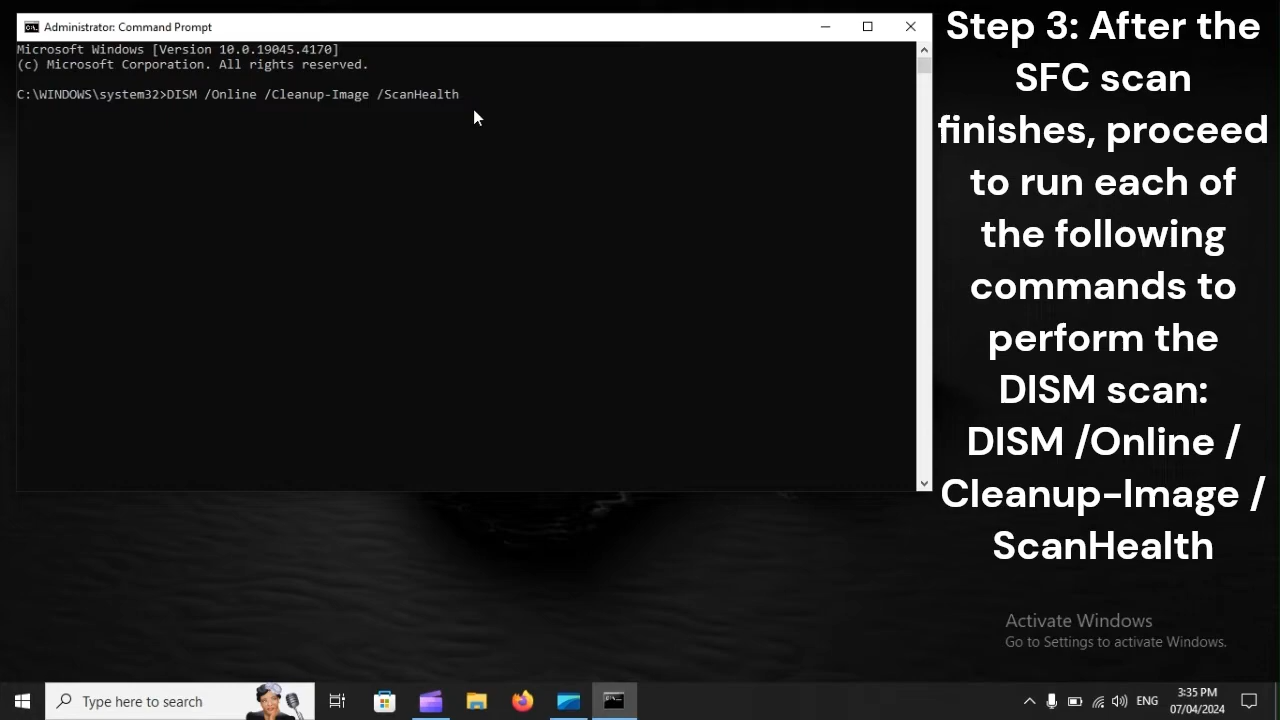 Administrator: Command Prompt
Microsoft Windows [Version 10.0.19045.4170]
(c) Microsoft Corporation. All rights reserved.
C:\WINDOWS\system32>DISM /Online /Cleanup-Image /ScanHealth
Step 3: After the
SFC scan
finishes, proceed
to run each of
the following
commands to
perform the
DISM scan:
DISM /Online /
Cleanup-Image /
ScanHealth
Activate Windows
Go to Settings to activate Windows.
Type here to search
ENG
3:35 PM
07/04/2024